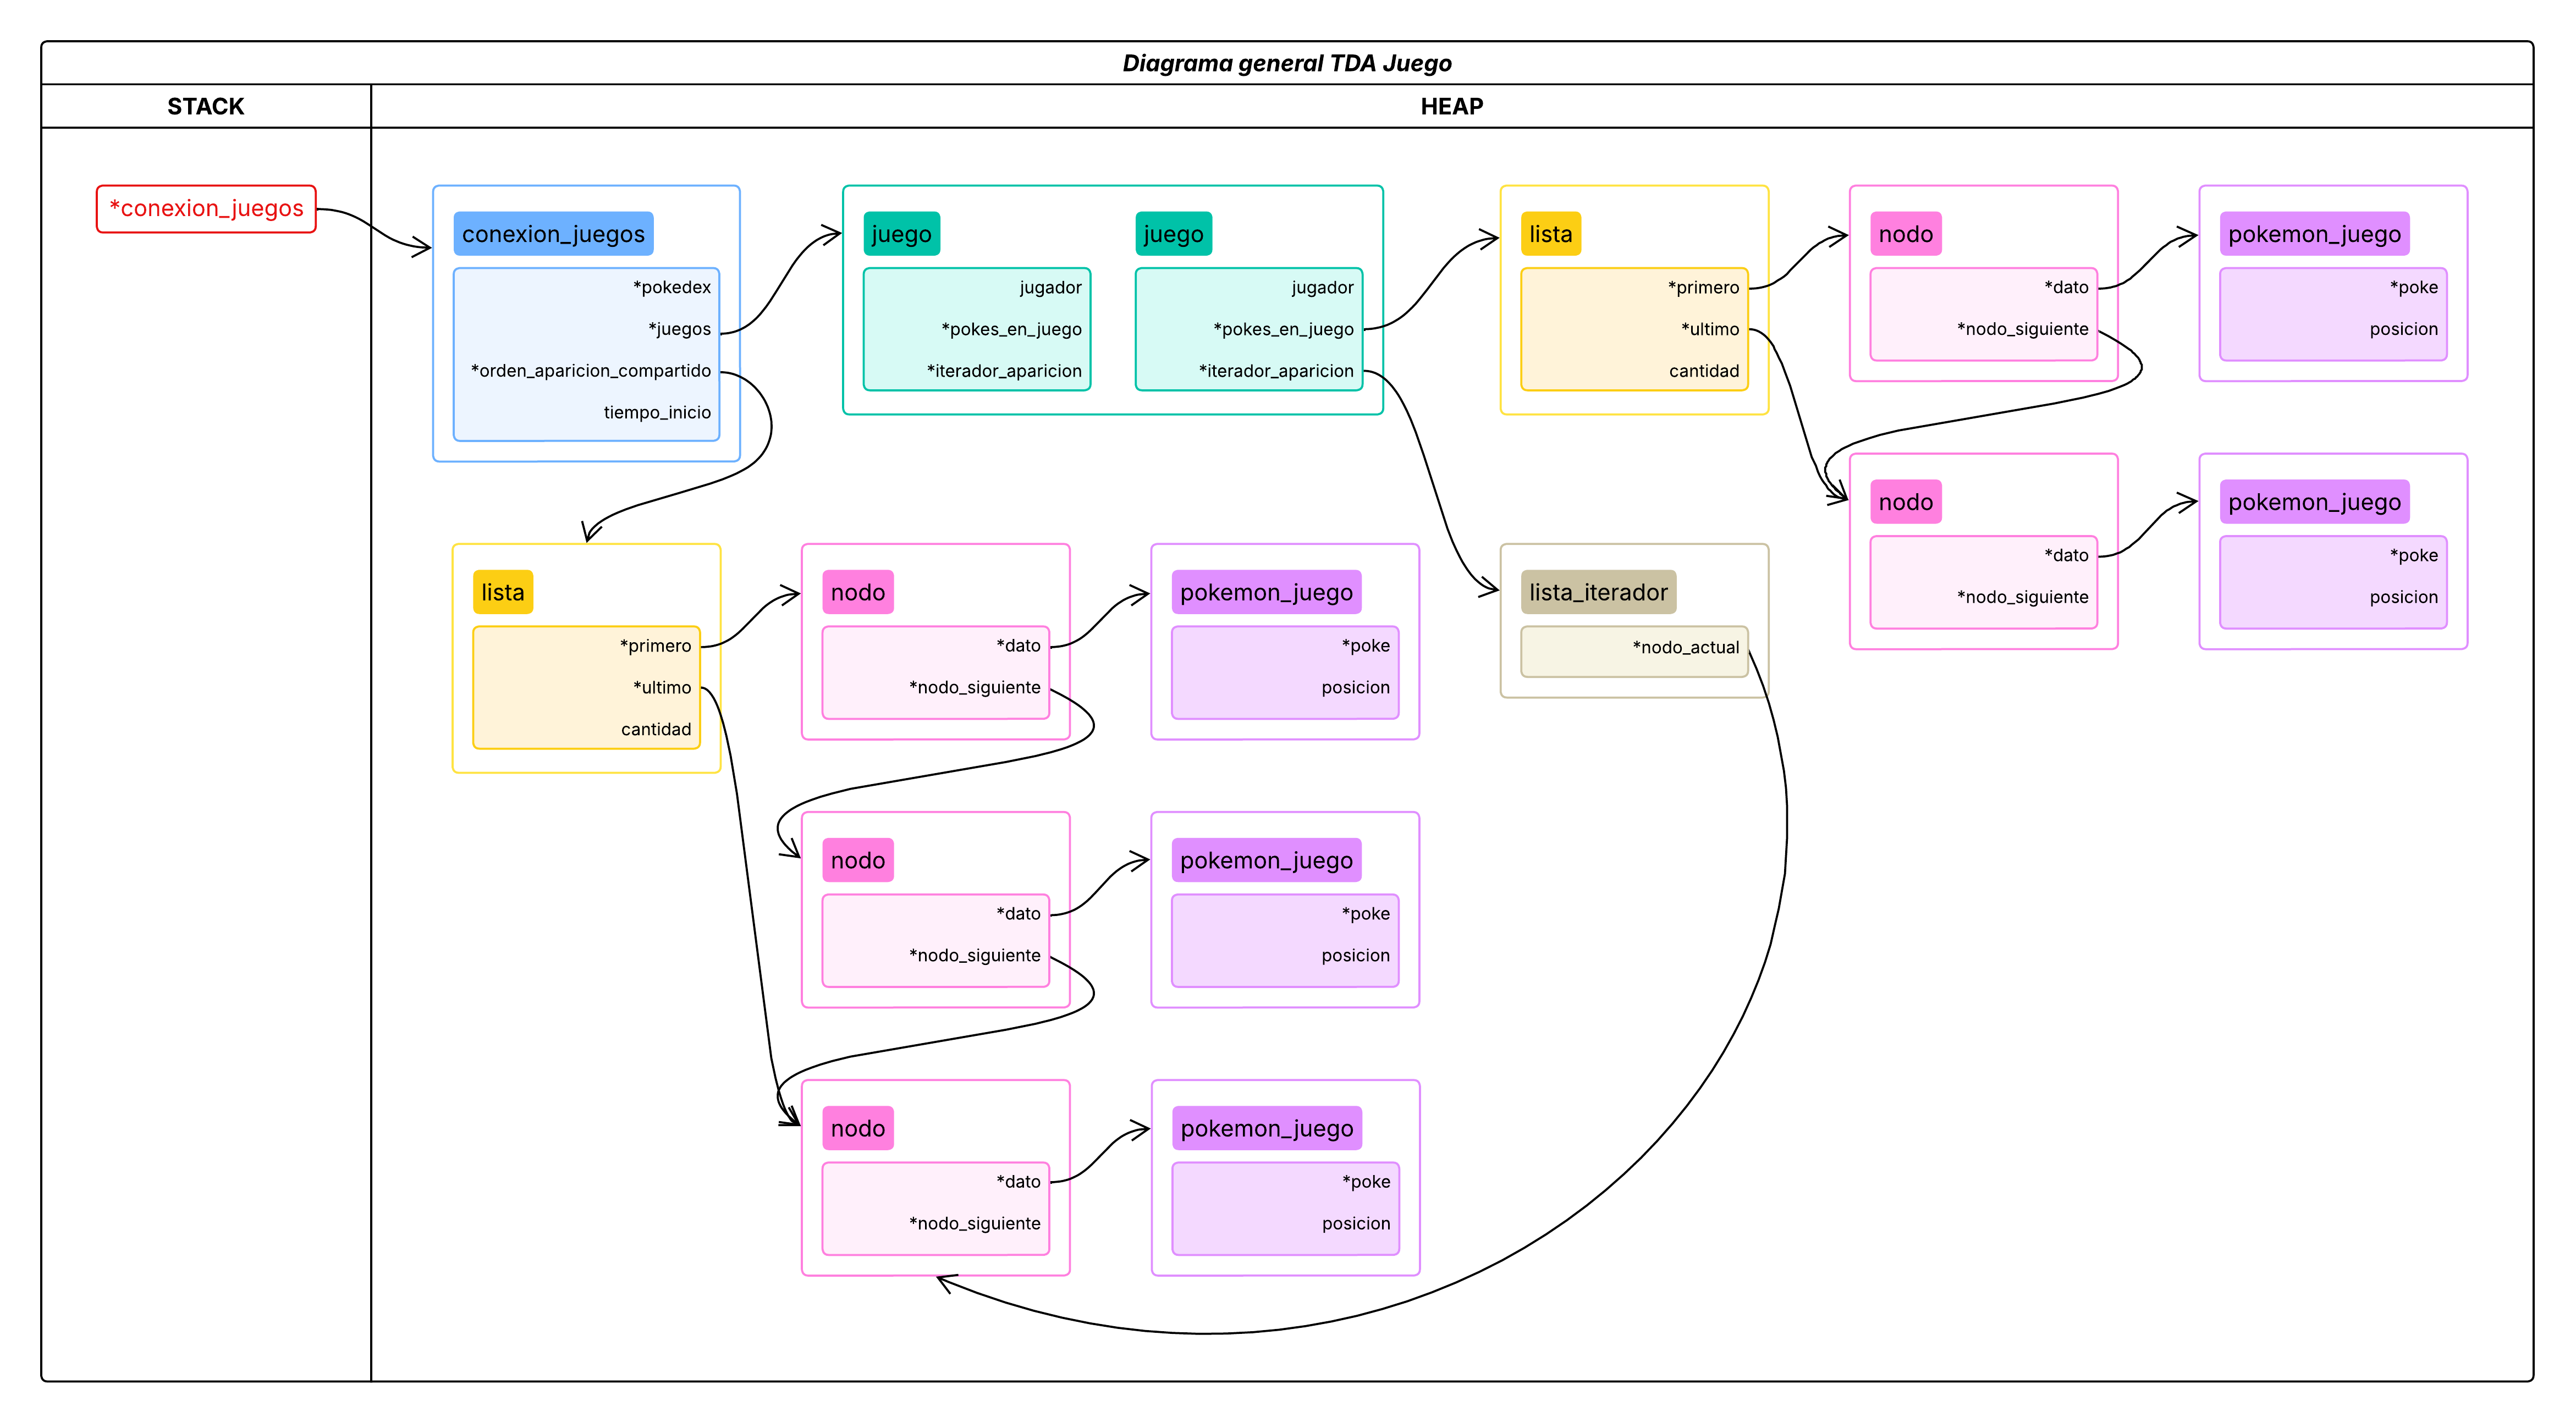 Diagrama general TDA Juego
STACK
HEAP
*conexion_juegos
conexion_juegos
*pokedex
*juegos
*orden_aparicion_compartido
tiempo_inicio
juego
jugador
*pokes_en_juego
*iterador_aparicion
juego
jugador
*pokes_en_juego
*iterador_aparicion
lista
*primero
*ultimo
cantidad
nodo
*dato
*nodo_siguiente
pokemon_juego
*poke
posicion
nodo
*dato
*nodo_siguiente
pokemon_juego
*poke
posicion
lista
*primero
*ultimo
cantidad
nodo
*dato
*nodo_siguiente
pokemon_juego
*poke
posicion
lista_iterador
*nodo_actual
nodo
*dato
*nodo_siguiente
pokemon_juego
*poke
posicion
nodo
*dato
*nodo_siguiente
pokemon_juego
*poke
posicion